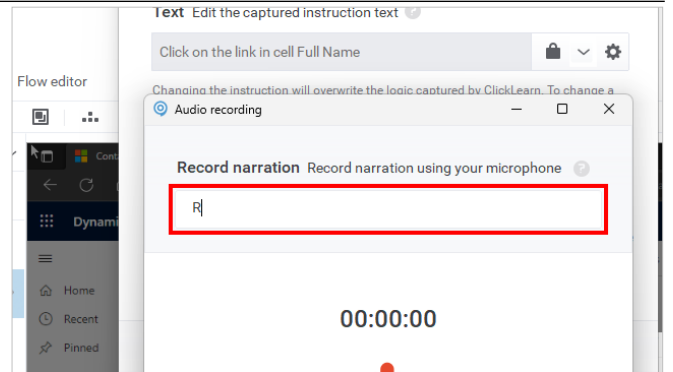 Text Edit the captured instruction text ?
Click on the link in cell Full Name
Flow editor
Changing the instruction will overwrite the logic captured by ClickLearn. To change a
Audio recording
Record narration Record narration using your microphone ?
R
Cont
Dynami
Home
Recent
Pinned
00:00:00